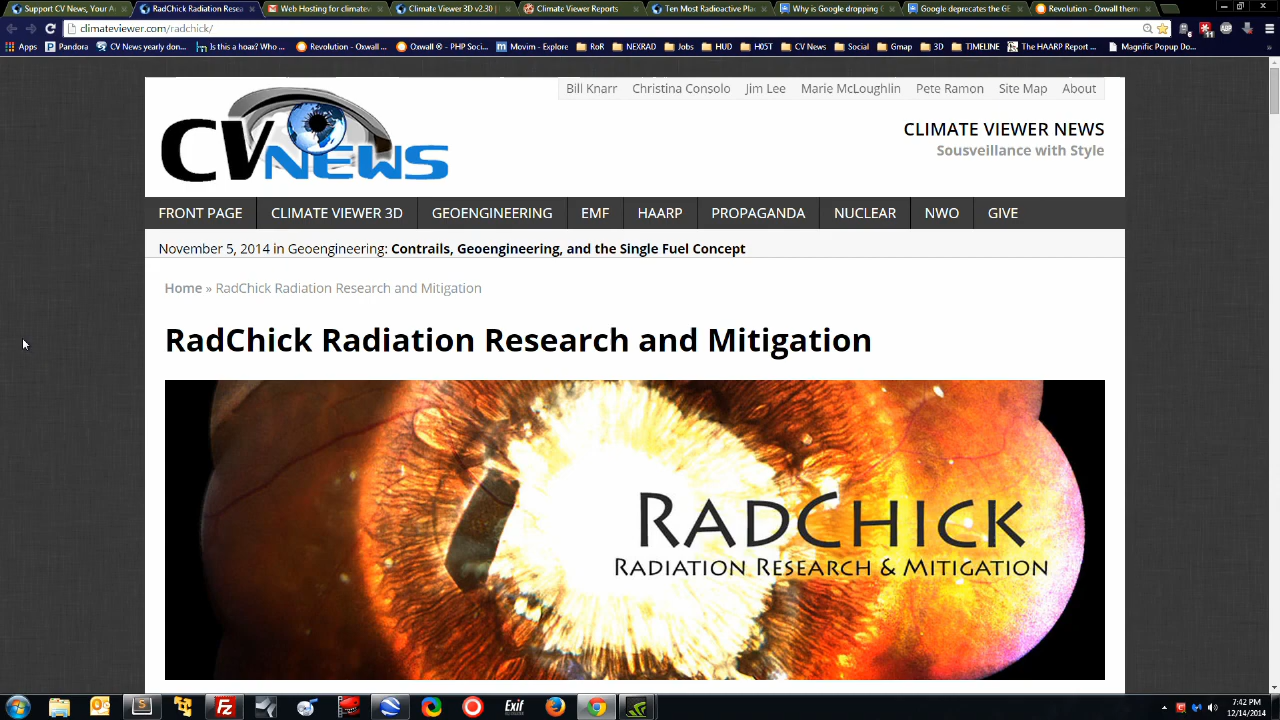 Support CV News, Your A
RadChick Radiation Resea
Web Hosting for climatev
Climate Viewer 3D v2.30 |
Climate Viewer Reports
Ten Most Radioactive Pla
Why is Google dropping
Google deprecates the GE
Revolution - Oxwall them
climateviewer.com/radchick/
Apps
Pandora
CV News yearly don...
Is this a hoax? Who ...
Revolution - Oxwall ...
Oxwall ® - PHP Soci...
Movim - Explore
RoR
NEXRAD
Jobs
HUD
H05T
CV News
Social
Gmap
3D
TIMELINE
The HAARP Report ...
Magnific Popup Do...
Bill Knarr Christina Consolo Jim Lee Marie McLoughlin Pete Ramon Site Map About
CV NEWS
CLIMATE VIEWER NEWS
Sousveillance with Style
FRONT PAGE CLIMATE VIEWER 3D GEOENGINEERING EMF HAARP PROPAGANDA NUCLEAR NWO GIVE
November 5, 2014 in Geoengineering: Contrails, Geoengineering, and the Single Fuel Concept
Home » RadChick Radiation Research and Mitigation
RadChick Radiation Research and Mitigation
RADCHICK
RADIATION RESEARCH & MITIGATION
Exif
7:42 PM
12/14/2014